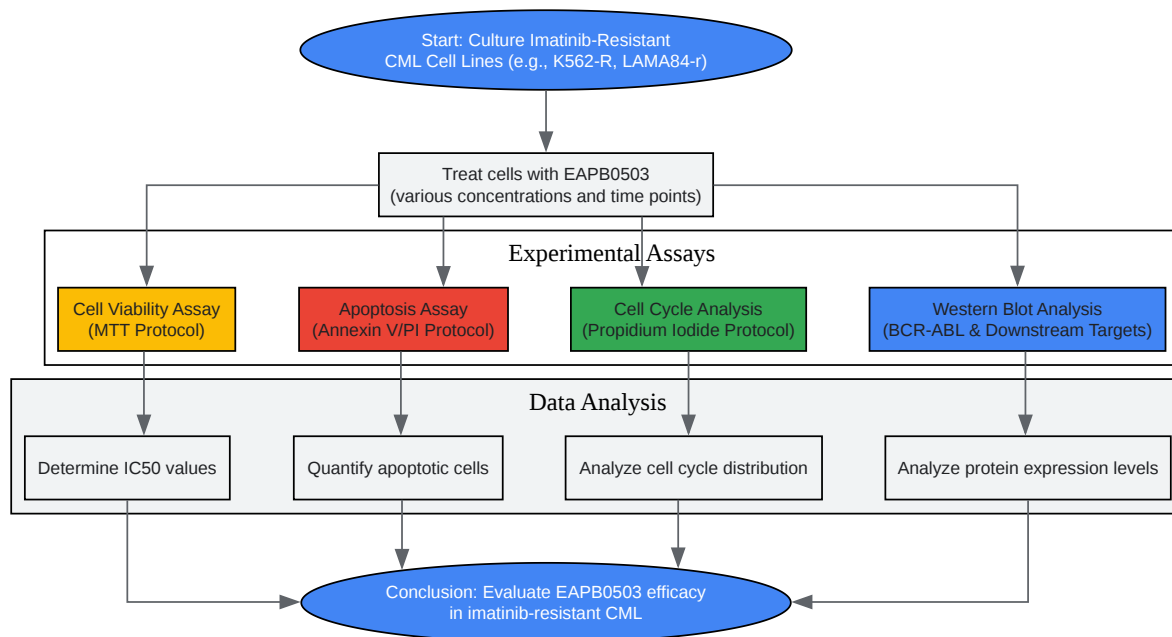 Start: Culture Imatinib-Resistant
CML Cell Lines (e.g., K562-R, LAMA84-r)
Treat cells with EAPB0503
(various concentrations and time points)
Experimental Assays
Cell Viability Assay
(MTT Protocol)
Apoptosis Assay
(Annexin V/PI Protocol)
Cell Cycle Analysis
(Propidium Iodide Protocol)
Western Blot Analysis
(BCR-ABL & Downstream Targets)
Data Analysis
Determine IC50 values
Quantify apoptotic cells
Analyze cell cycle distribution
Analyze protein expression levels
Conclusion: Evaluate EAPB0503 efficacy
in imatinib-resistant CML